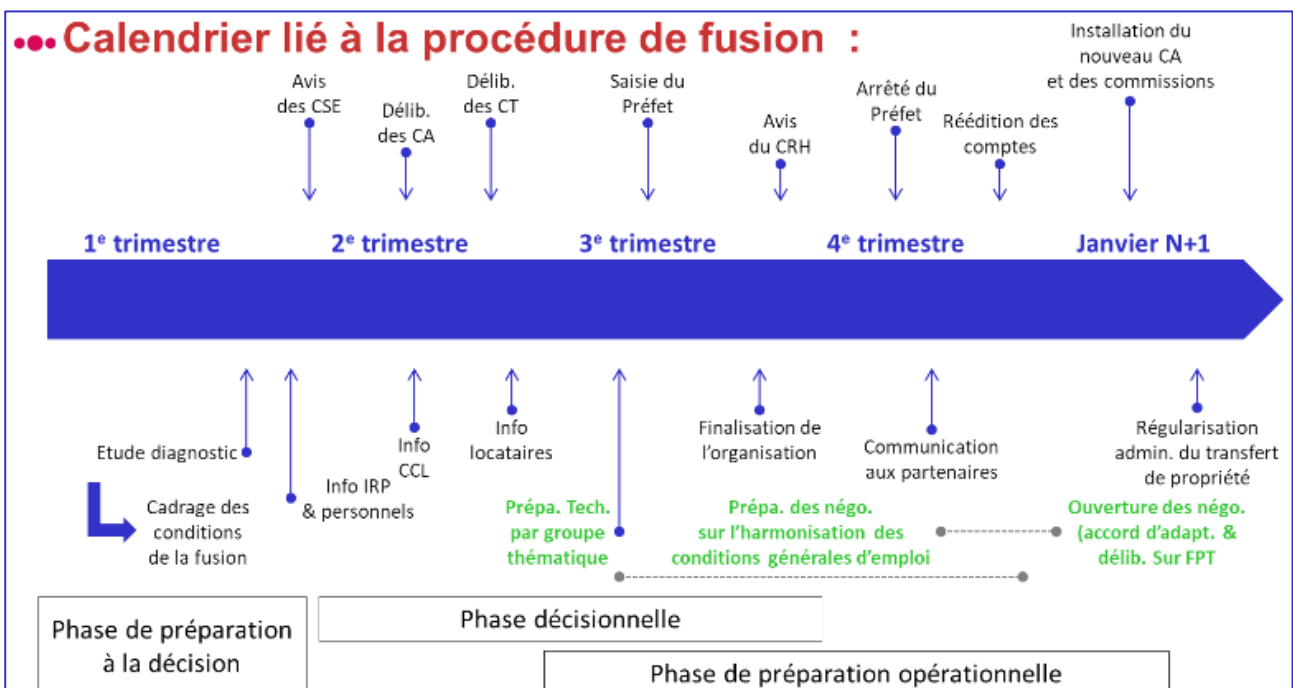 Calendrier lié à la procédure de fusion :
Avis
des CSE
Délib.
des CA
Délib.
des CT
Saisie du
Préfet
Avis
du CRH
Arrêté du
Préfet
Réédition des
comptes
Installation du
nouveau CA
et des commissions
1e trimestre
2e trimestre
3e trimestre
4e trimestre
Janvier N+1
Etude diagnostic
Cadrage des
conditions
de la fusion
Info IRP
& personnels
Info
CCL
Info
locataires
Prépa. Tech.
par groupe
thématique
Finalisation de
l'organisation
Prépa. des négo.
sur l'harmonisation des
conditions générales d'emploi
Communication
aux partenaires
Régularisation
admin. du transfert
de propriété
Ouverture des négo.
(accord d'adapt. &
délib. Sur FPT
Phase de préparation
à la décision
Phase décisionnelle
Phase de préparation opérationnelle